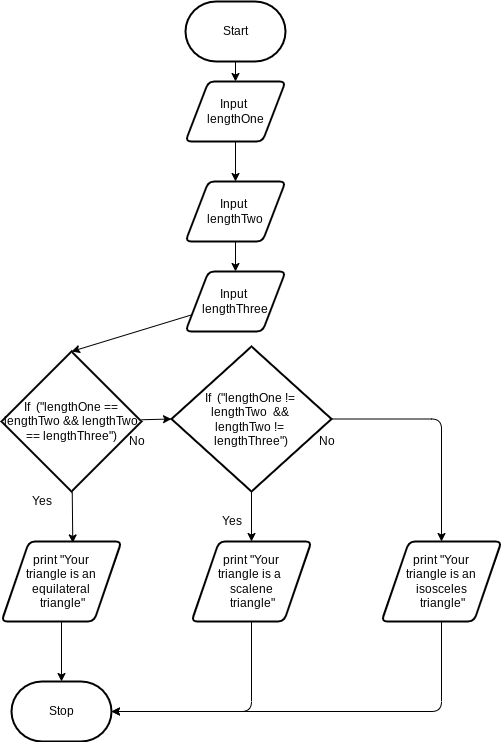 Start
Input
lengthOne
Input
lengthTwo
Input
lengthThree
If ("lengthOne ==
lengthTwo && lengthTwo
== lengthThree")
No
If ("lengthOne !=
lengthTwo &&
lengthTwo !=
lengthThree")
No
Yes
Yes
print "Your
triangle is an
equilateral
triangle"
print "Your
triangle is a
scalene
triangle"
print "Your
triangle is an
isosceles
triangle"
Stop